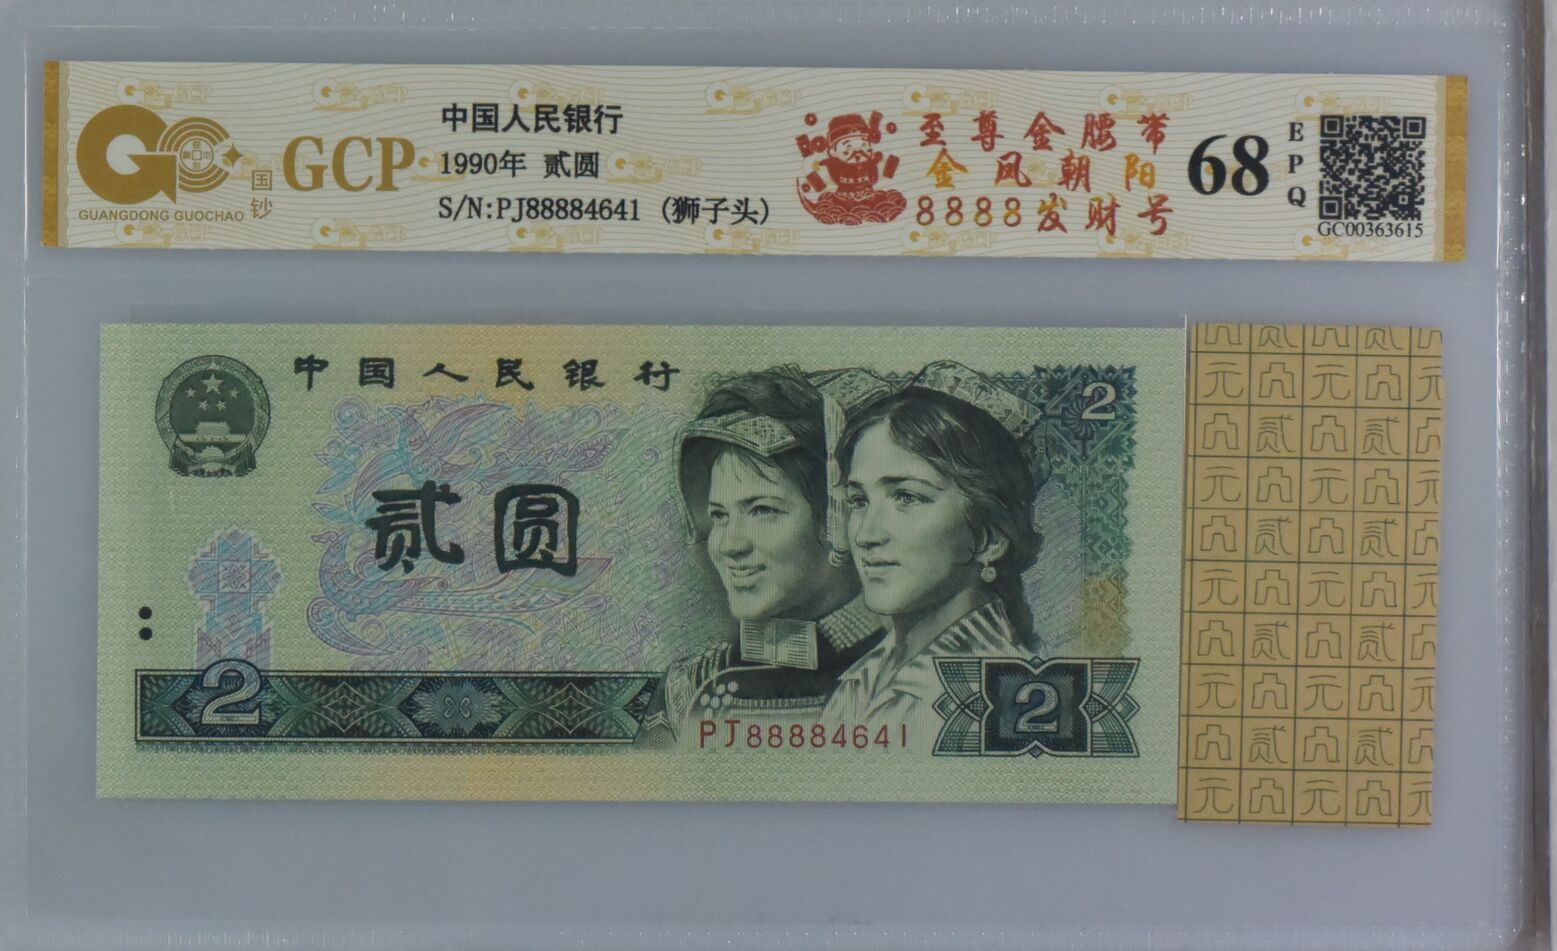 GCP
国钞
GUANGDONG GUOCHAO
中国人民银行
1990年 贰圆
S/N:PJ88884641 (狮子头)
至尊金腰带
金凤朝阳
8888发财号
68
EPQ
GC00363615
中国人民银行
2
贰圆
2
PJ88884641
2